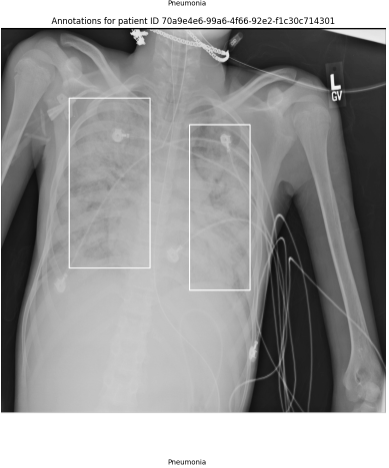 Pneumonia
Annotations for patient ID 70a9e4e6-99a6-4f66-92e2-f1c30c714301
L
GV
Pneumonia